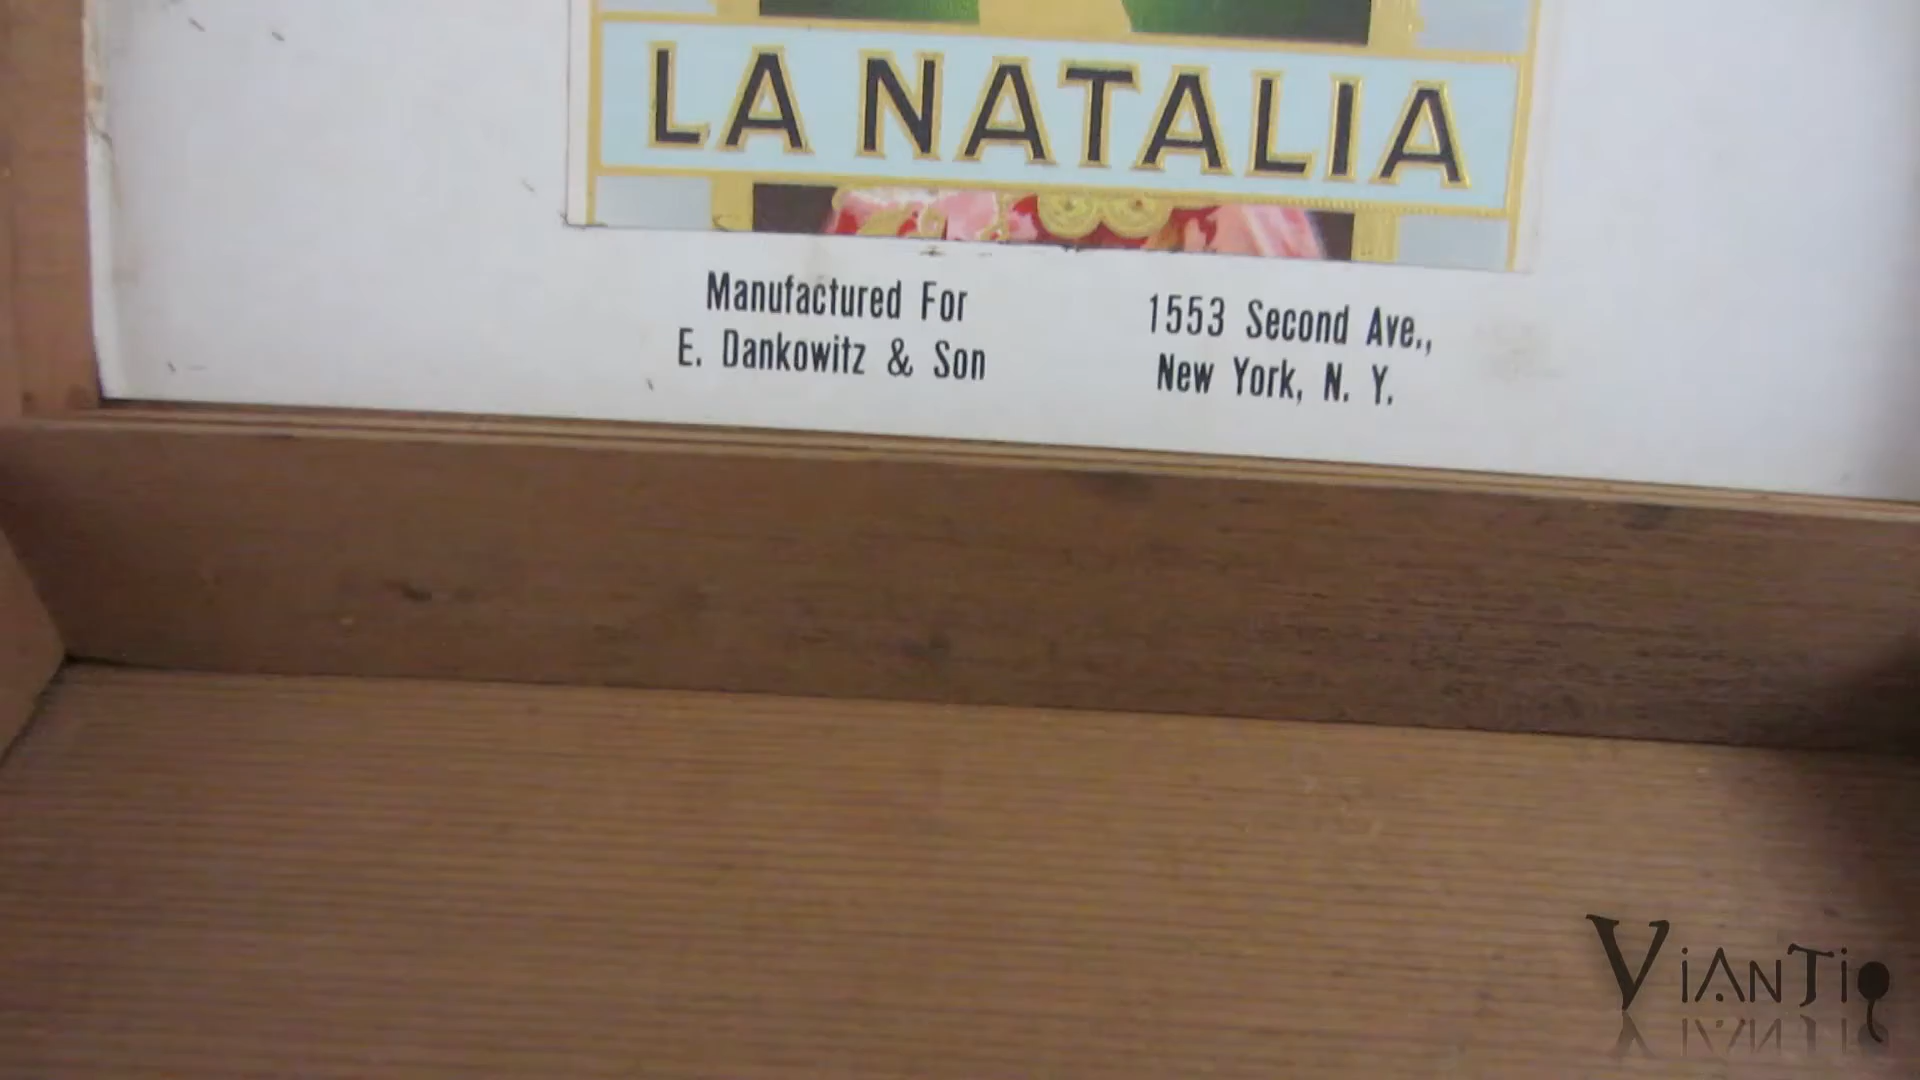 LA NATALIA
Manufactured For
E. Dankowitz & Son
1553 Second Ave.,
New York, N. Y.
ViANTiQ